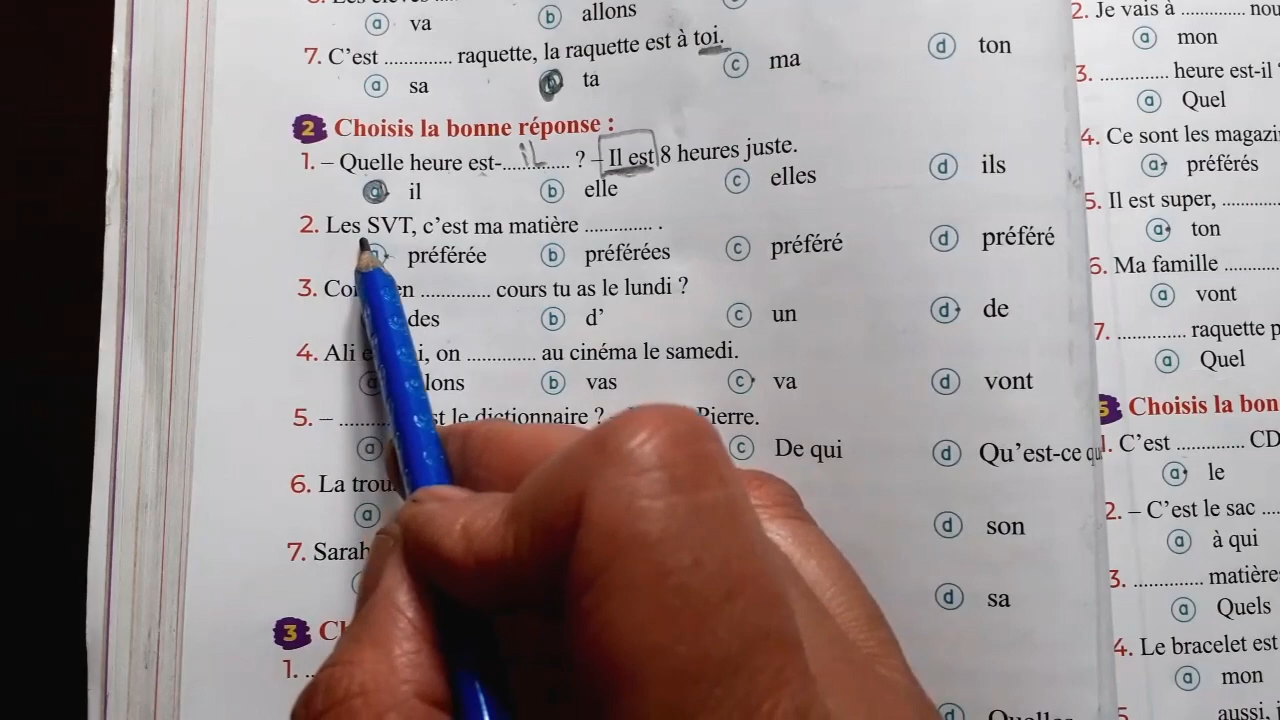 ⓐ va ⓑ allons
7. C'est ............. raquette, la raquette est à toi.
ⓐ sa ⓑ ta ⓒ ma ⓓ ton
2 Choisis la bonne réponse :
1. – Quelle heure est-....il.... ? – Il est 8 heures juste.
ⓐ il ⓑ elle ⓒ elles ⓓ ils
2. Les SVT, c'est ma matière ............. .
ⓐ préférée ⓑ préférées ⓒ préféré ⓓ préféré
3. ............. cours tu as le lundi ?
des ⓑ d' ⓒ un ⓓ de
4. Ali on ............. au cinéma le samedi.
ⓐ ⓑ vas ⓒ va ⓓ vont
5. – le dictionnaire ? Pierre.
ⓐ ⓒ De qui ⓓ Qu'est-ce
6. La
ⓐ ⓓ son
7. Sarah
ⓓ sa
3
1. ..
2. Je vais à .............
ⓐ mon
3. ............. heure est-il
ⓐ Quel
4. Ce sont les
ⓐ préférés
5. Il est super, .............
ⓐ ton
6. Ma famille .............
ⓐ vont
7. ............. raquette
ⓐ Quel
5 Choisis la
1. C'est ............. CD
ⓐ le
2. – C'est le sac ....
ⓐ à qui
3. ............. matière
ⓐ Quels
4. Le bracelet est
ⓐ mon
5. aussi,